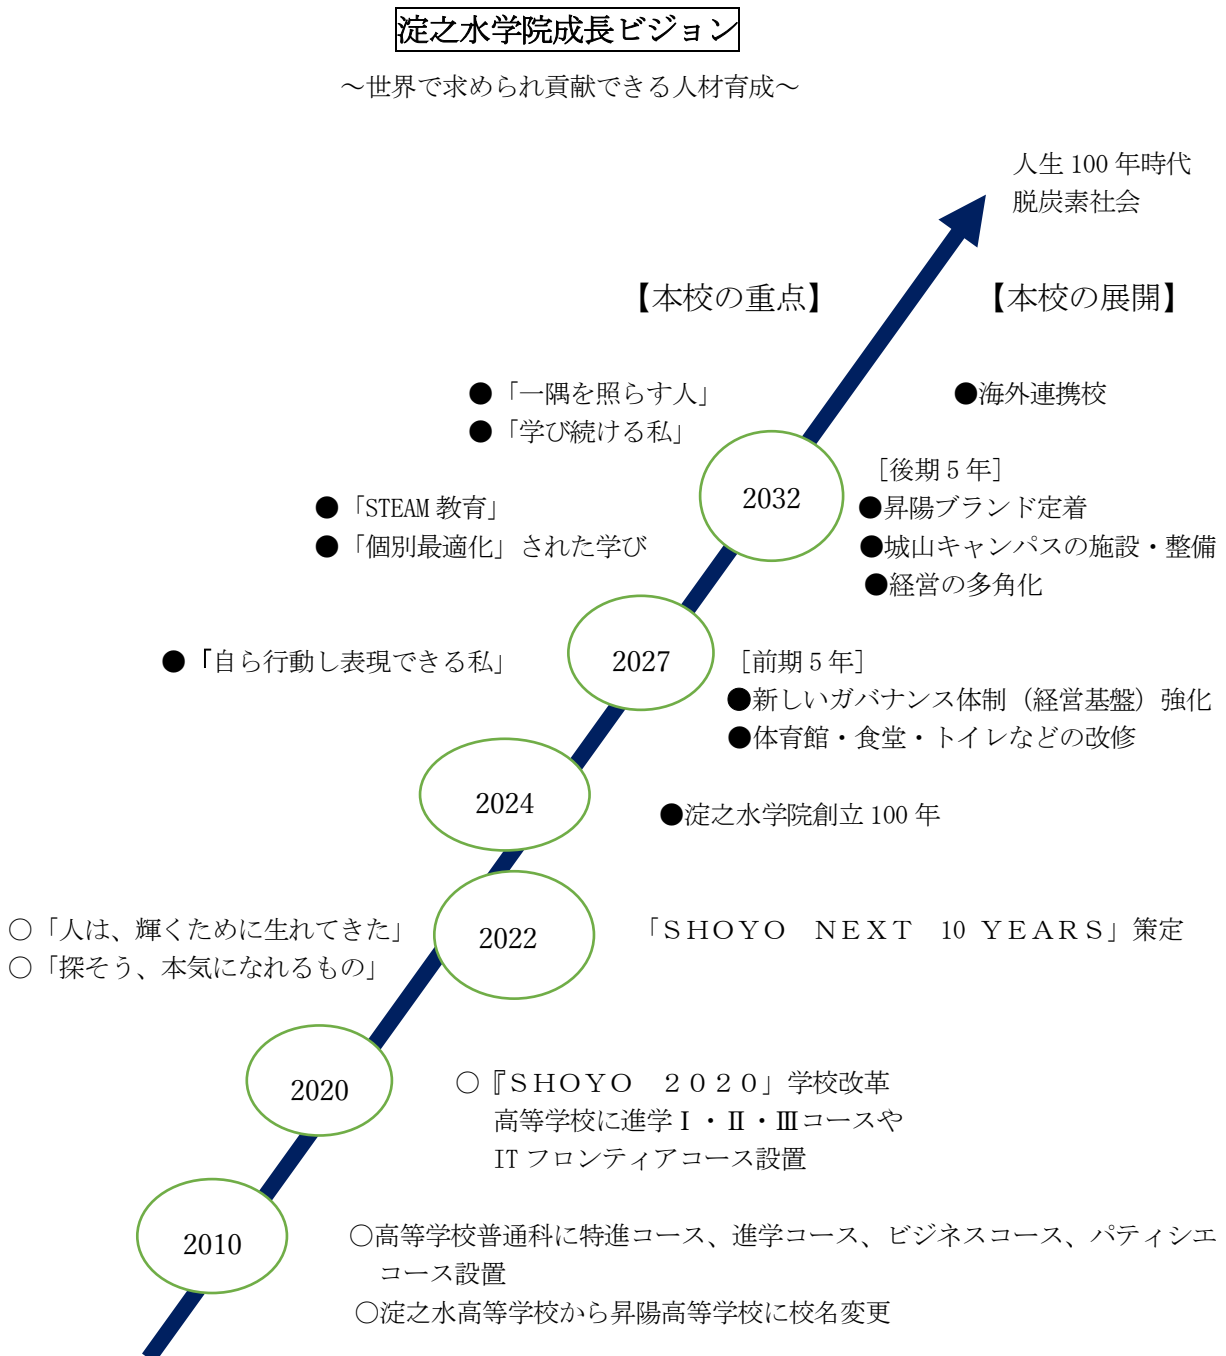 淀之水学院成長ビジョン
～世界で求められ貢献できる人材育成～
人生 100 年時代
脱炭素社会
【本校の重点】
【本校の展開】
●「一隅を照らす人」
●海外連携校
●「学び続ける私」
［後期 5 年］
2032
●「STEAM 教育」
●昇陽ブランド定着
●「個別最適化」された学び
●城山キャンパスの施設・整備
●経営の多角化
●「自ら行動し表現できる私」
2027
［前期 5 年］
●新しいガバナンス体制（経営基盤）強化
●体育館・食堂・トイレなどの改修
2024
●淀之水学院創立 100 年
○「人は、輝くために生れてきた」
○「探そう、本気になれるもの」
2022
「ＳＨＯＹＯ　ＮＥＸＴ　10 ＹＥＡＲＳ」策定
2020
○『ＳＨＯＹＯ　２０２０」学校改革
高等学校に進学Ⅰ・Ⅱ・Ⅲコースや
IT フロンティアコース設置
2010
○高等学校普通科に特進コース、進学コース、ビジネスコース、パティシエ
コース設置
○淀之水高等学校から昇陽高等学校に校名変更